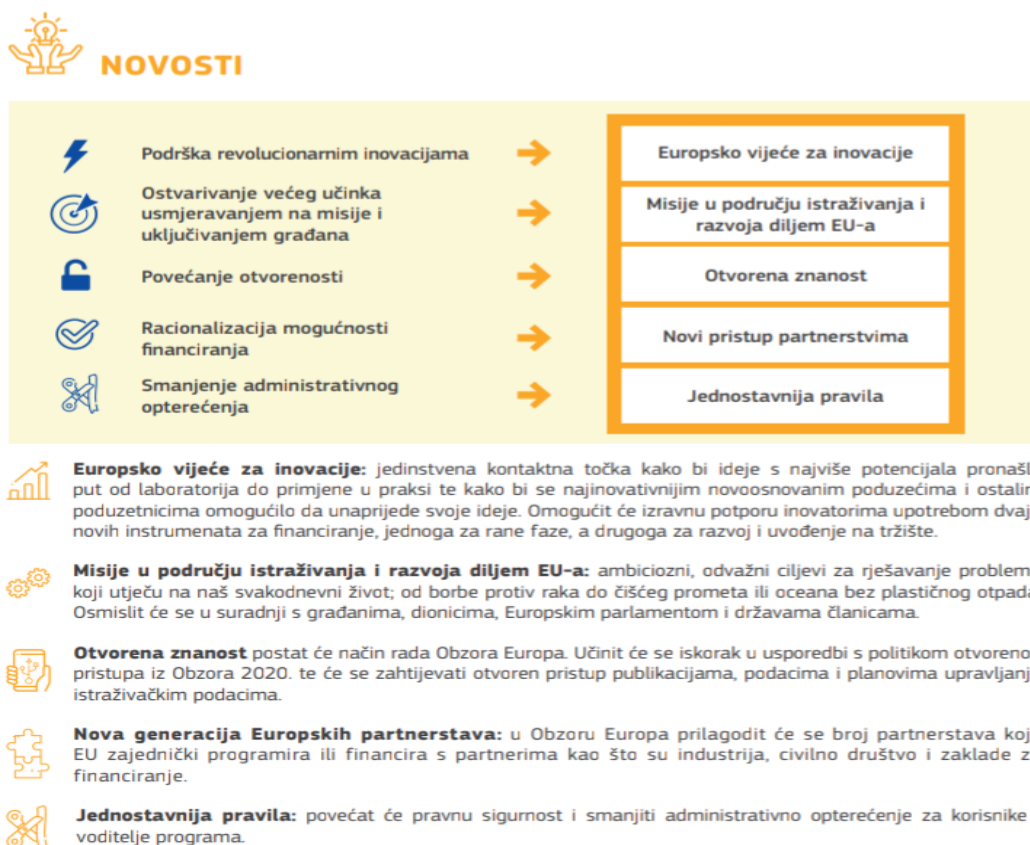 NOVOSTI
Podrška revolucionarnim inovacijama
Europsko vijeće za inovacije
Ostvarivanje većeg učinka
usmjeravanjem na misije i
uključivanjem građana
Misije u području istraživanja i
razvoja diljem EU-a
Povećanje otvorenosti
Otvorena znanost
Racionalizacija mogućnosti
financiranja
Novi pristup partnerstvima
Smanjenje administrativnog
opterećenja
Jednostavnija pravila
Europsko vijeće za inovacije: jedinstvena kontaktna točka kako bi ideje s najviše potencijala pronašl
put od laboratorija do primjene u praksi te kako bi se najinovativnijim novoosnovanim poduzećima i ostalim
poduzetnicima omogućilo da unaprijede svoje ideje. Omogućit će izravnu potporu inovatorima upotrebom dvaj
novih instrumenata za financiranje, jednoga za rane faze, a drugoga za razvoj i uvođenje na tržište.
Misije u području istraživanja i razvoja diljem EU-a: ambiciozni, odvažni ciljevi za rješavanje problem
koji utječu na naš svakodnevni život; od borbe protiv raka do čišćeg prometa ili oceana bez plastičnog otpada
Osmislit će se u suradnji s građanima, dionicima, Europskim parlamentom i državama članicama.
Otvorena znanost postat će način rada Obzora Europa. Učinit će se iskorak u usporedbi s politikom otvoreno
pristupa iz Obzora 2020. te će se zahtijevati otvoren pristup publikacijama, podacima i planovima upravljanj
istraživačkim podacima.
Nova generacija Europskih partnerstava: u Obzoru Europa prilagodit će se broj partnerstava koj
EU zajednički programira ili financira s partnerima kao što su industrija, civilno društvo i zaklade z
financiranje.
Jednostavnija pravila: povećat će pravnu sigurnost i smanjiti administrativno opterećenje za korisnike
voditelje programa.